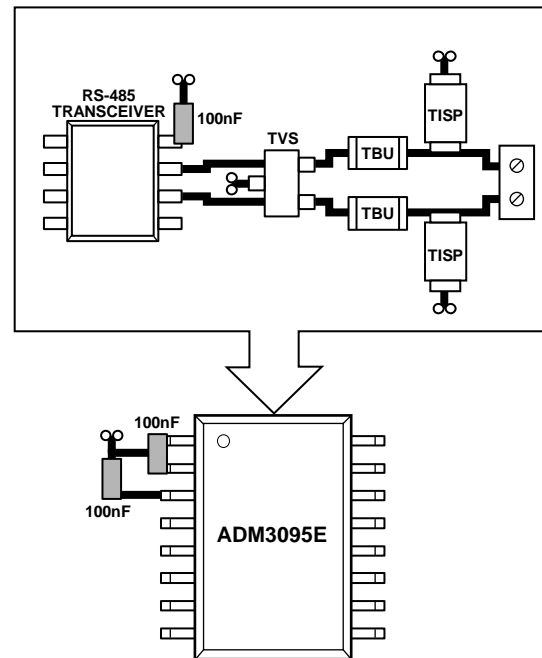 RS-485
TRANSCEIVER
100nF
TVS
TBU
TISP
TBU
TISP
100nF
100nF
ADM3095E